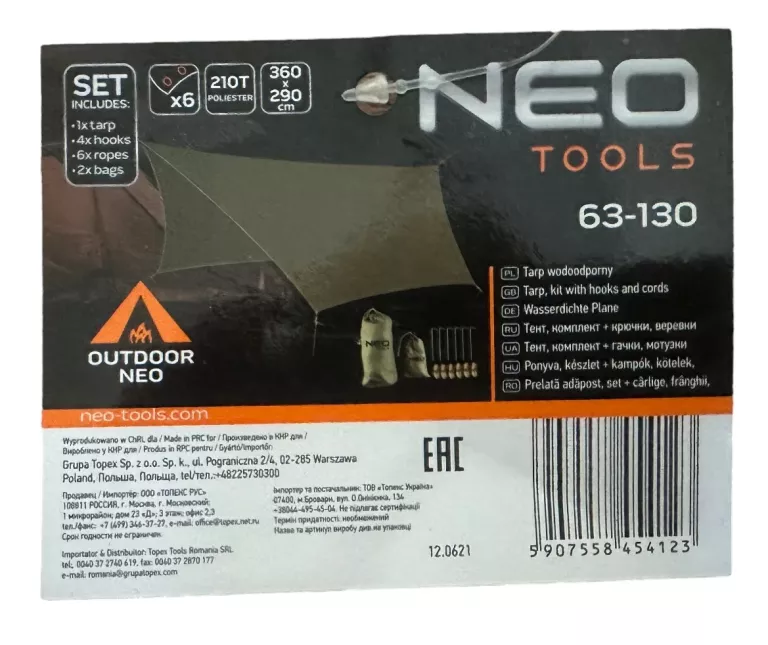 SET
INCLUDES:
•1x tarp
•4x hooks
•6x ropes
•2x bags
x6
210T
POLIESTER
360
x
290
cm
NEO
TOOLS
63-130
PL Tarp wodoodporny
GB Tarp, kit with hooks and cords
DE Wasserdichte Plane
RU Тент, комплект + крючки, веревки
UA Тент, комплект + гачки, мотузки
HU Ponyva, készlet + kampók, kötelek,
RO Prelată adăpost, set + cârlige, frânghii,
NEO
OUTDOOR
NEO
neo-tools.com
Wyprodukowano w ChRL dla / Made in PRC for / Произведено в КНР для /
Вироблено у КНР для / Produs in RPC pentru / Gyártó/Importőr:
Grupa Topex Sp. z o.o. Sp. k., ul. Pograniczna 2/4, 02-285 Warszawa
Poland, Polska, Польша, Польща, tel/тел.:+48225730300
Продавец / Импортёр: ООО «ТОПЕКС РУС»
108811 РОССИЯ, г. Москва, г. Московский,
1 микрорайон, дом 23 «Д»; 3 этаж; офис 2,3
тел./факс: +7 (499) 346-37-27, e-mail: office@topex.net.ru
Срок годности не ограничен
Importator & Distribuitor: Topex Tools Romania SRL
tel. 0040 37 2740 619, fax: 0040 37 2870 177
e-mail: romania@grupatopex.com
Імпортер та постачальник: ТОВ «Топекс Україна»
07400, м.Бровари, вул. О.Онікієнка, 134
+38044-495-45-04. Не підлягає сертифікації
Термін придатності: необмежений
Назва та артикул виробу див.на упаковці
EAC
12.0621
5 907558 454123